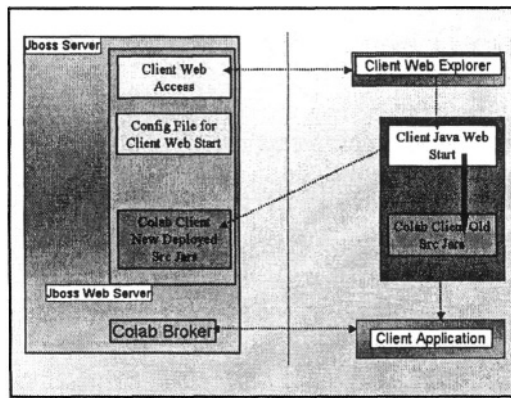 Jboss Server
Client Web
Access
Config File for
Client Web Start
Colab Client
New Deployed
Src Jars
Jboss Web Server
Colab Broker
Client Web Explorer
Client Java Web
Start
Colab Client Old
Src Jars
Client Application